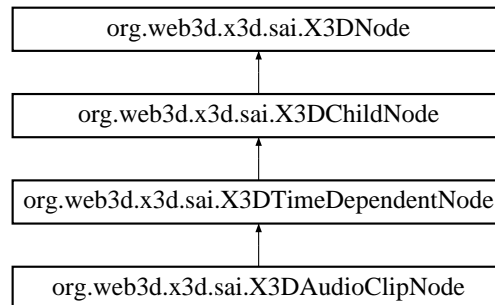 org.web3d.x3d.sai.X3DNode
org.web3d.x3d.sai.X3DChildNode
org.web3d.x3d.sai.X3DTimeDependentNode
org.web3d.x3d.sai.X3DAudioClipNode